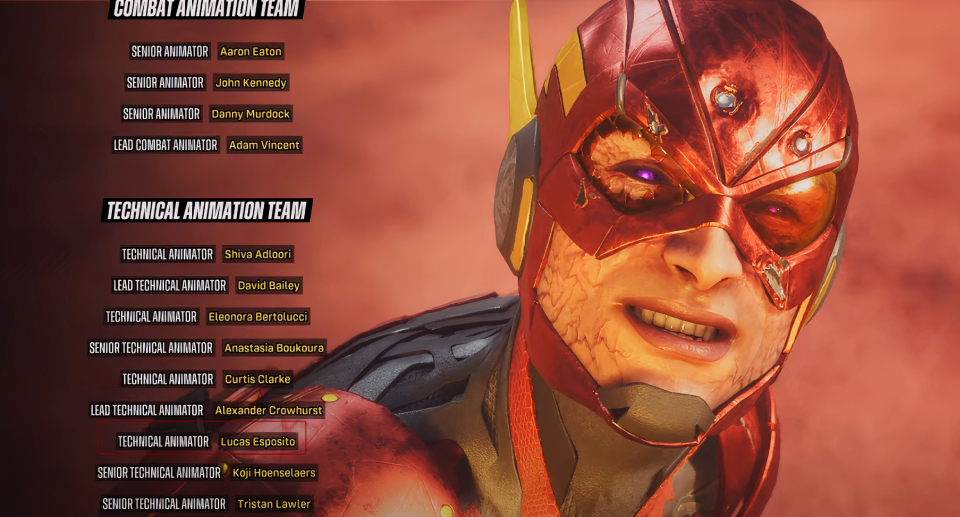 COMBAT ANIMATION TEAM
SENIOR ANIMATOR Aaron Eaton
SENIOR ANIMATOR John Kennedy
SENIOR ANIMATOR Danny Murdock
LEAD COMBAT ANIMATOR Adam Vincent
TECHNICAL ANIMATION TEAM
TECHNICAL ANIMATOR Shiva Adloori
LEAD TECHNICAL ANIMATOR David Bailey
TECHNICAL ANIMATOR Eleonora Bertolucci
SENIOR TECHNICAL ANIMATOR Anastasia Boukoura
TECHNICAL ANIMATOR Curtis Clarke
LEAD TECHNICAL ANIMATOR Alexander Crowhurst
TECHNICAL ANIMATOR Lucas Esposito
SENIOR TECHNICAL ANIMATOR Koji Hoenselaers
SENIOR TECHNICAL ANIMATOR Tristan Lawler